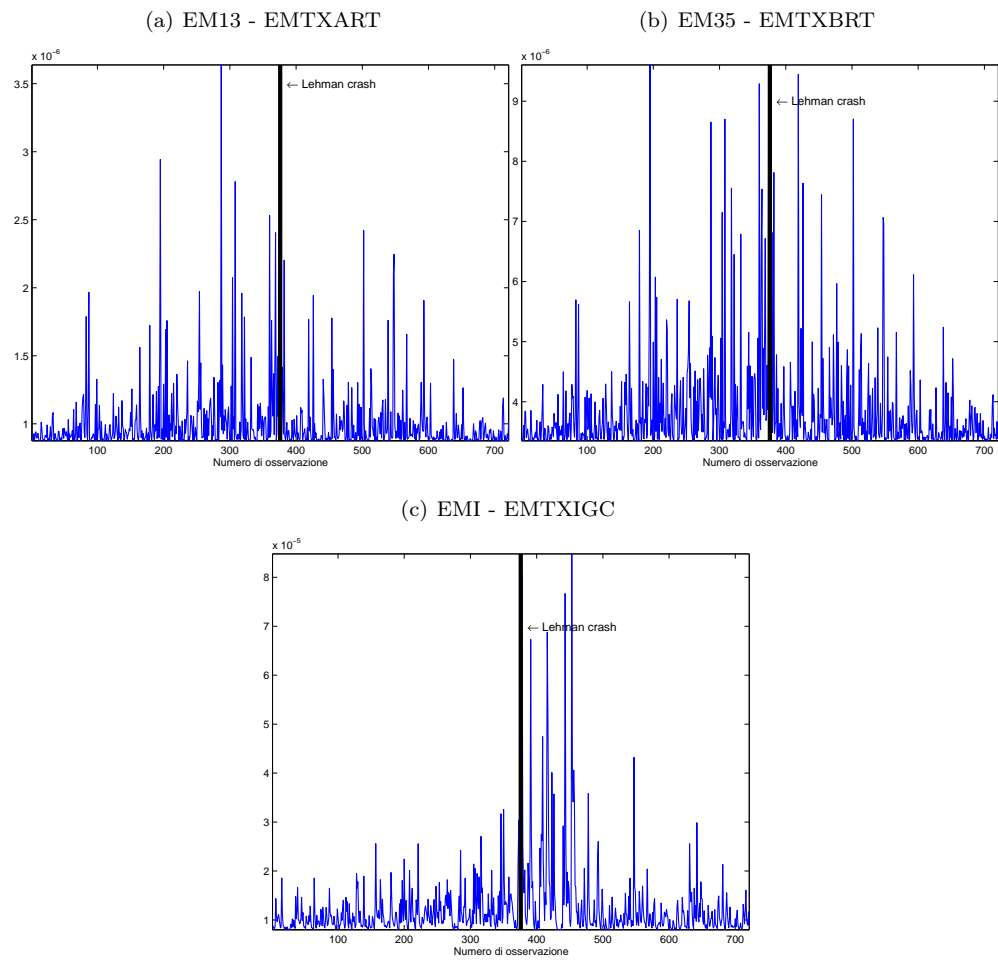 (a) EM13 - EMTXART
x 10⁻⁶
3.5
3
2.5
2
1.5
1
← Lehman crash
100 200 300 400 500 600 700
Numero di osservazione
(b) EM35 - EMTXBRT
x 10⁻⁶
9
8
7
6
5
4
← Lehman crash
100 200 300 400 500 600 700
Numero di osservazione
(c) EMI - EMTXIGC
x 10⁻⁵
8
7
6
5
4
3
2
1
← Lehman crash
100 200 300 400 500 600 700
Numero di osservazione